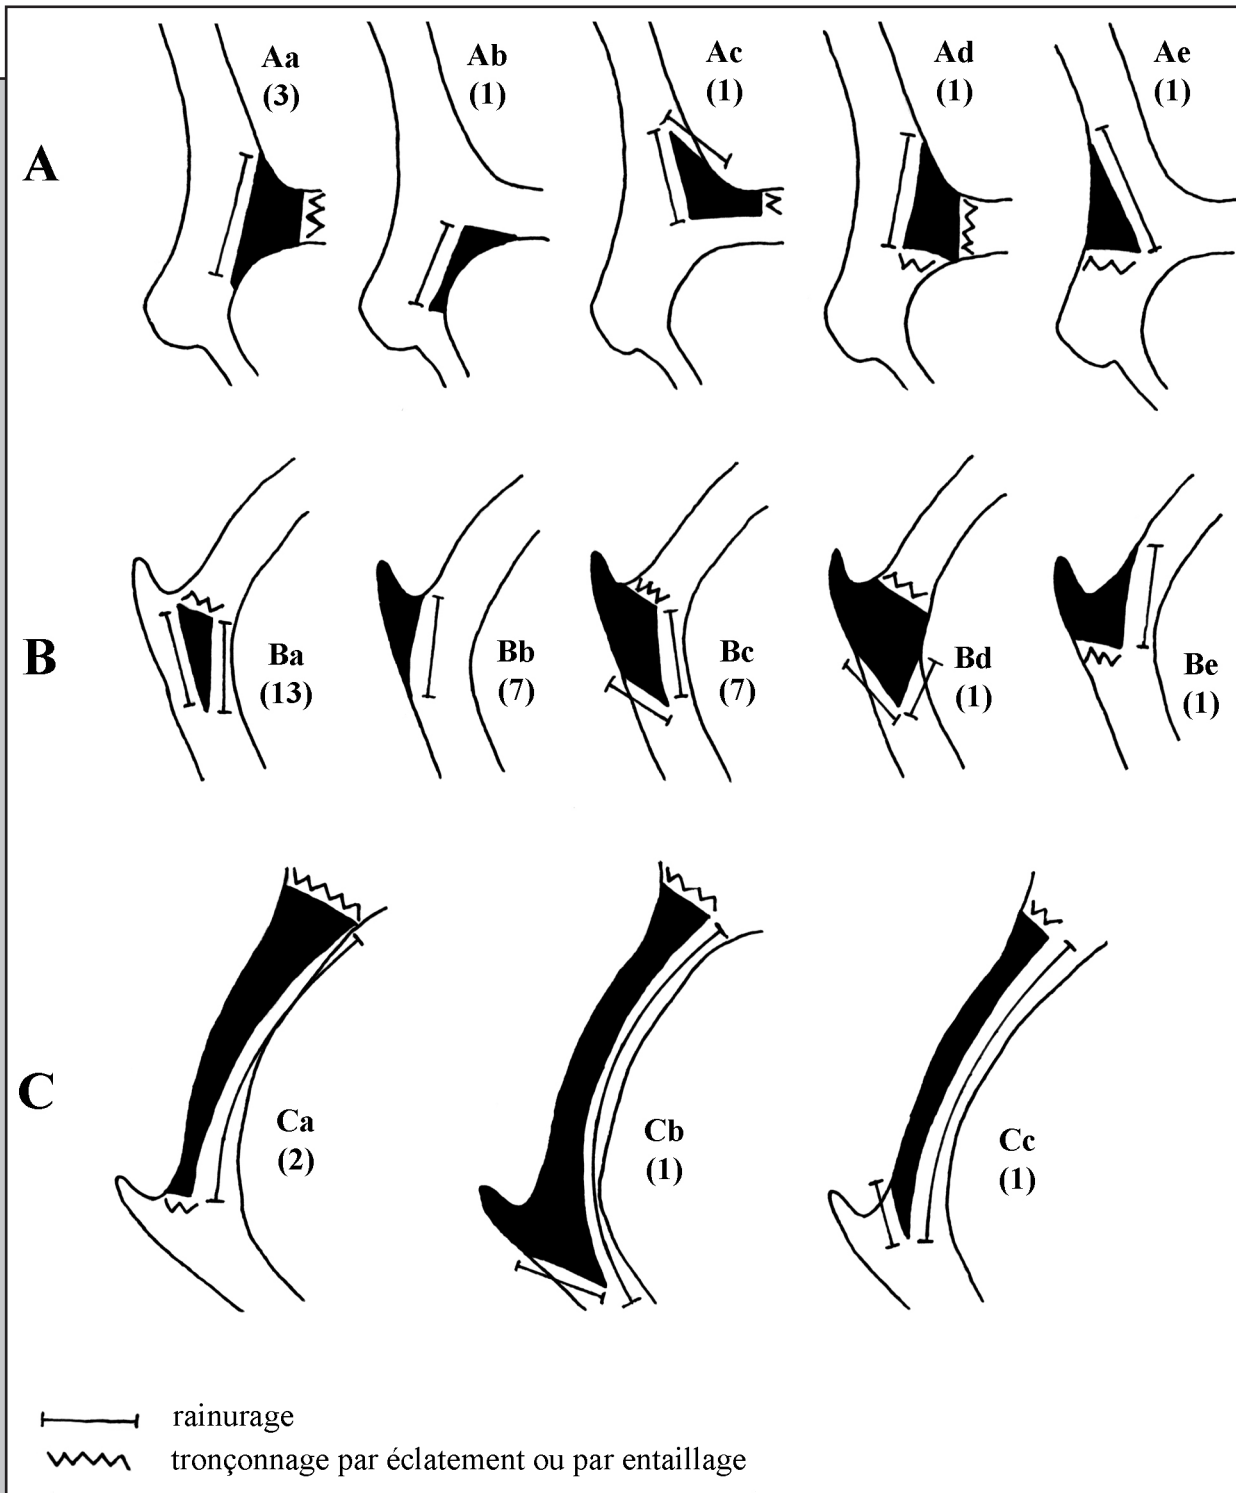 A
Aa
(3)
Ab
(1)
Ac
(1)
Ad
(1)
Ae
(1)
B
Ba
(13)
Bb
(7)
Bc
(7)
Bd
(1)
Be
(1)
C
Ca
(2)
Cb
(1)
Cc
(1)
rainurage
tronçonnage par éclatement ou par entaillage